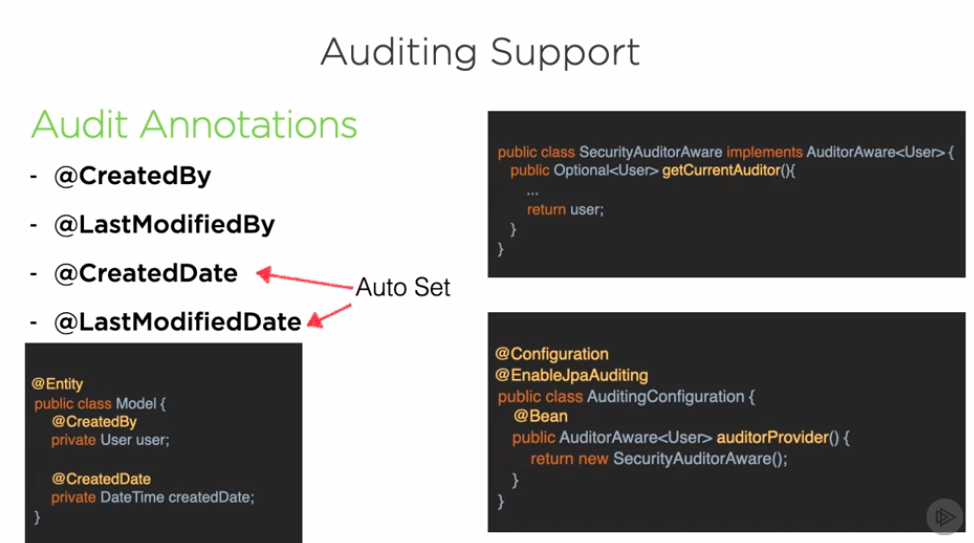 Auditing Support
Audit Annotations
- @CreatedBy
- @LastModifiedBy
- @CreatedDate
- @LastModifiedDate
Auto Set
@Entity
public class Model {
@CreatedBy
private User user;
@CreatedDate
private DateTime createdDate;
}
public class SecurityAuditorAware implements AuditorAware<User> {
public Optional<User> getCurrentAuditor(){
...
return user;
}
}
@Configuration
@EnableJpaAuditing
public class AuditingConfiguration {
@Bean
public AuditorAware<User> auditorProvider() {
return new SecurityAuditorAware();
}
}